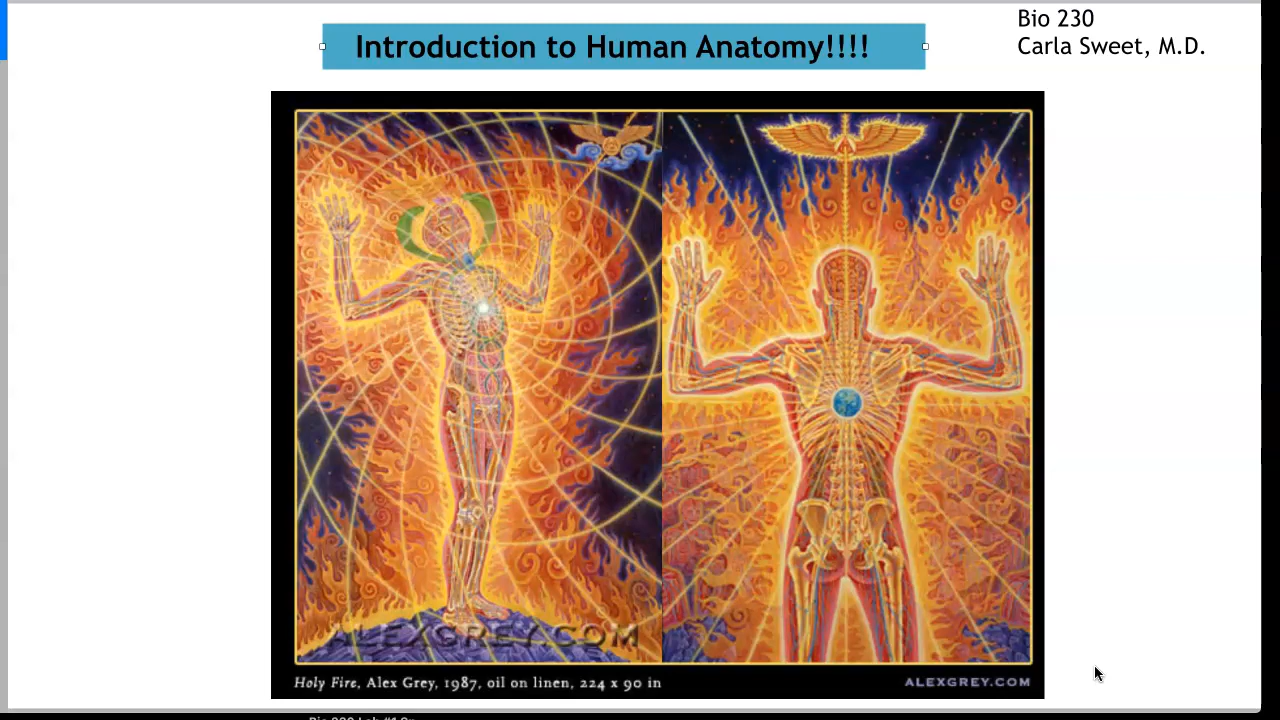 Bio 230
Introduction to Human Anatomy!!!!
Carla Sweet, M.D.
ALEXGREY.COM
Holy Fire, Alex Grey, 1987, oil on linen, 224 x 90 in
ALEXGREY.COM